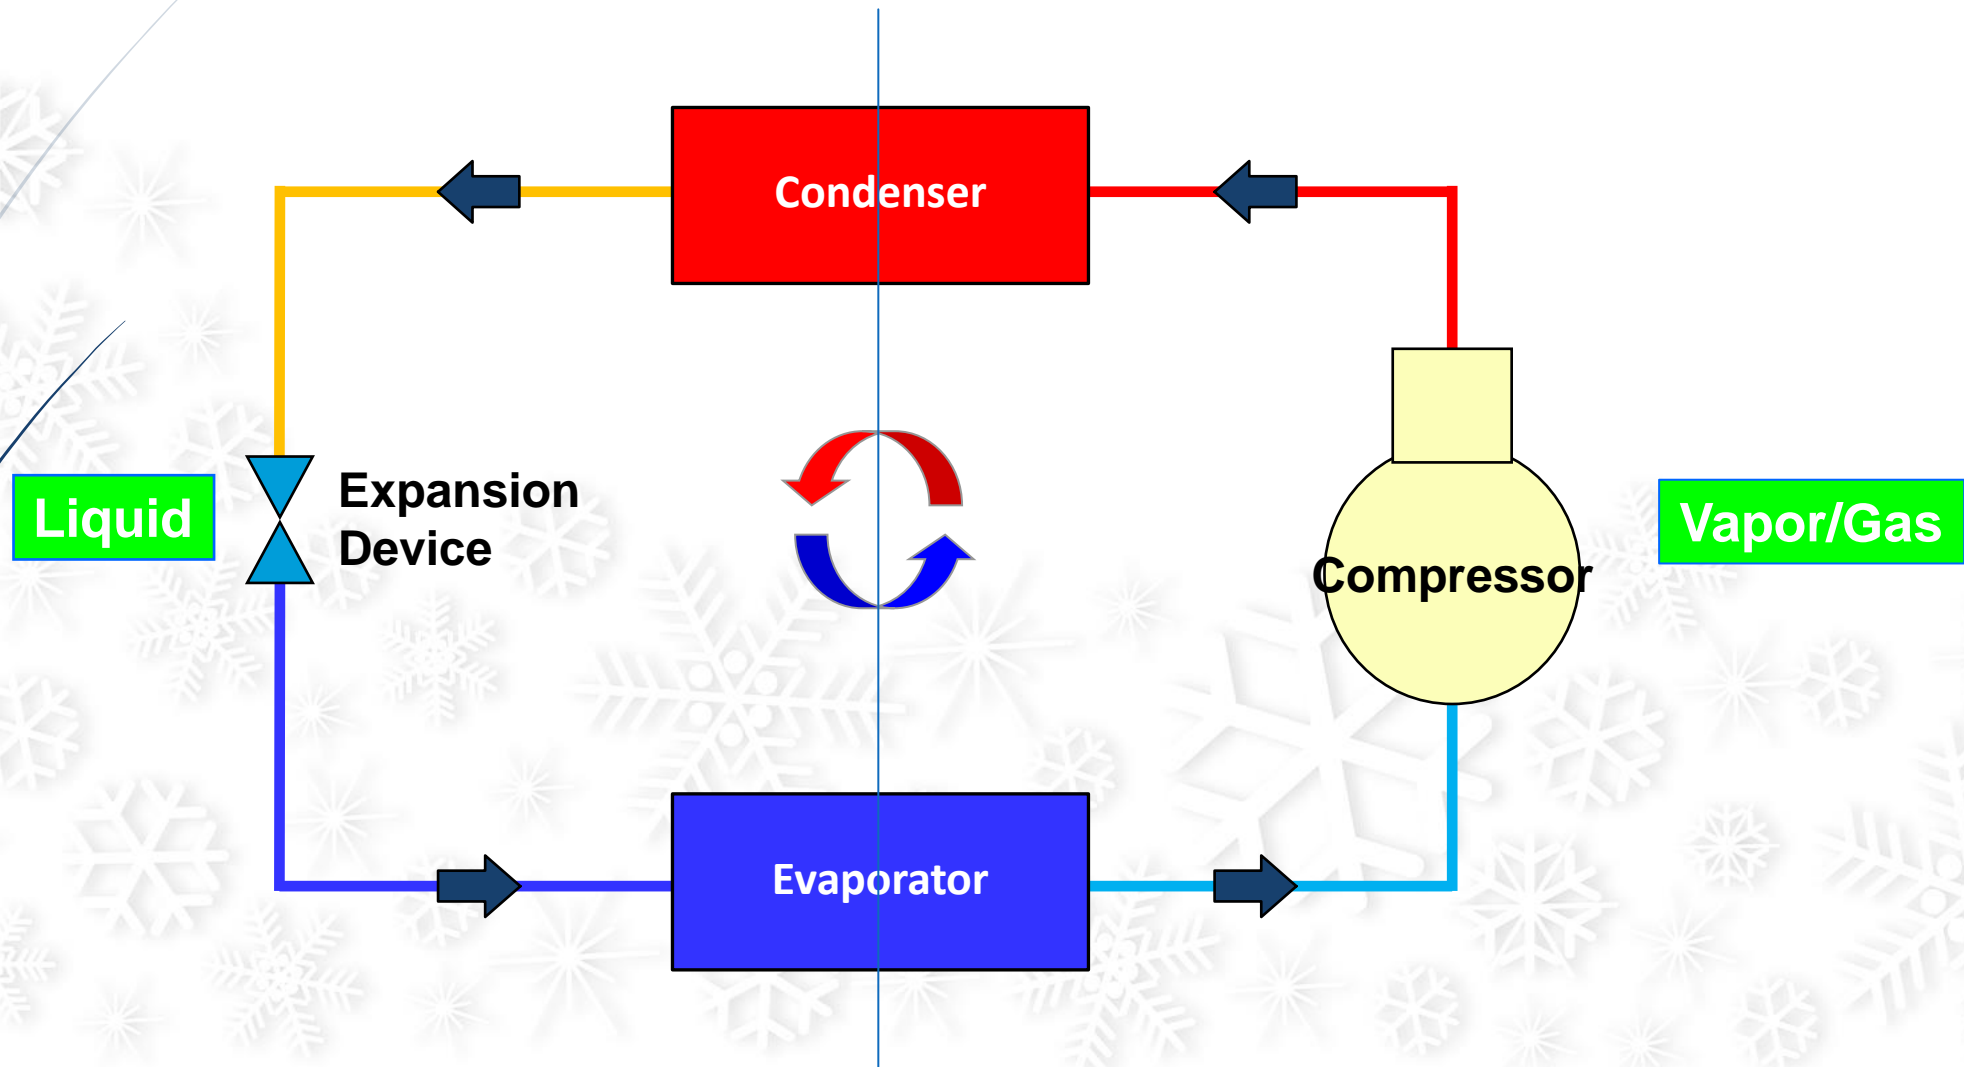 Condenser
Liquid
Expansion
Device
Vapor/Gas
Compressor
Evaporator